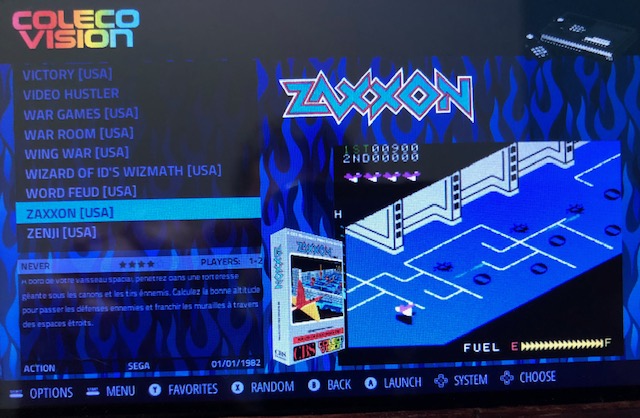 COLECO
VISION
VICTORY [USA]
VIDEO HUSTLER
WAR GAMES [USA]
WAR ROOM [USA]
WING WAR [USA]
WIZARD OF ID'S WIZMATH [USA]
WORD FEUD [USA]
ZAXXON [USA]
ZENJI [USA]
NEVER
PLAYERS: 1-2
À bord de votre vaisseau spatial, pénétrez dans une forteresse
géante sous les canons et les tirs énnemis. Calculez la bonne altitude
pour passer les défenses ennemies et franchir les murailles à travers
des espaces étroits.
ACTION SEGA 01/01/1982
ZAXXON
1ST00900
2ND00000
H
ZAXXON
ZAXXON
CBS
FUEL E F
OPTIONS MENU Y FAVORITES X RANDOM B BACK A LAUNCH SYSTEM CHOOSE